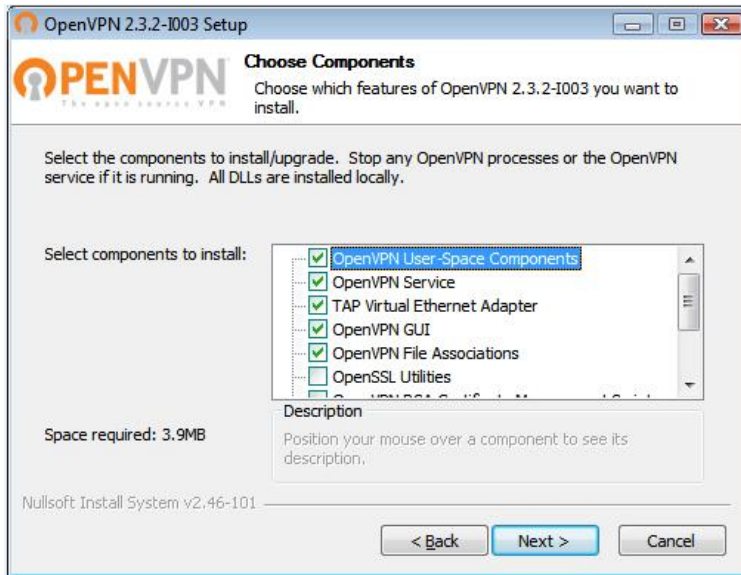 OpenVPN 2.3.2-I003 Setup
OPENVPN
The open source VPN
Choose Components
Choose which features of OpenVPN 2.3.2-I003 you want to
install.
Select the components to install/upgrade. Stop any OpenVPN processes or the OpenVPN
service if it is running. All DLLs are installed locally.
Select components to install:
OpenVPN User-Space Components
OpenVPN Service
TAP Virtual Ethernet Adapter
OpenVPN GUI
OpenVPN File Associations
OpenSSL Utilities
Space required: 3.9MB
Description
Position your mouse over a component to see its
description.
Nullsoft Install System v2.46-101
< Back
Next >
Cancel